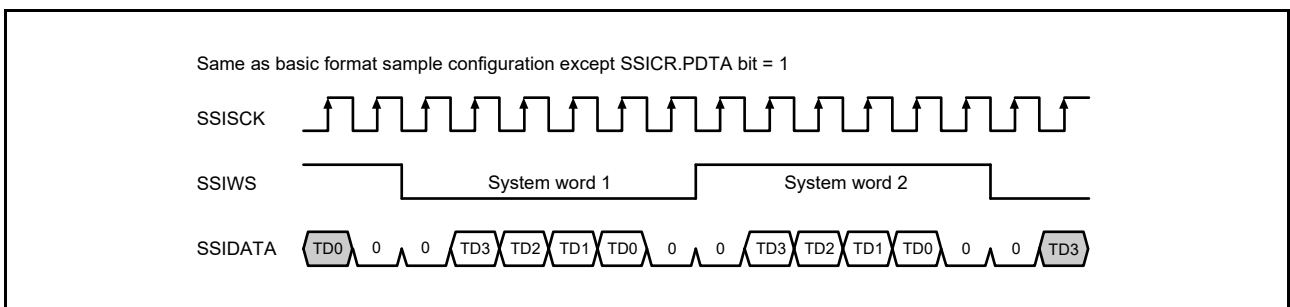 Same as basic format sample configuration except SSICR.PDTA bit = 1
SSISCK
SSIWS System word 1 System word 2
SSIDATA TD0 0 0 TD3 TD2 TD1 TD0 0 0 TD3 TD2 TD1 TD0 0 0 TD3